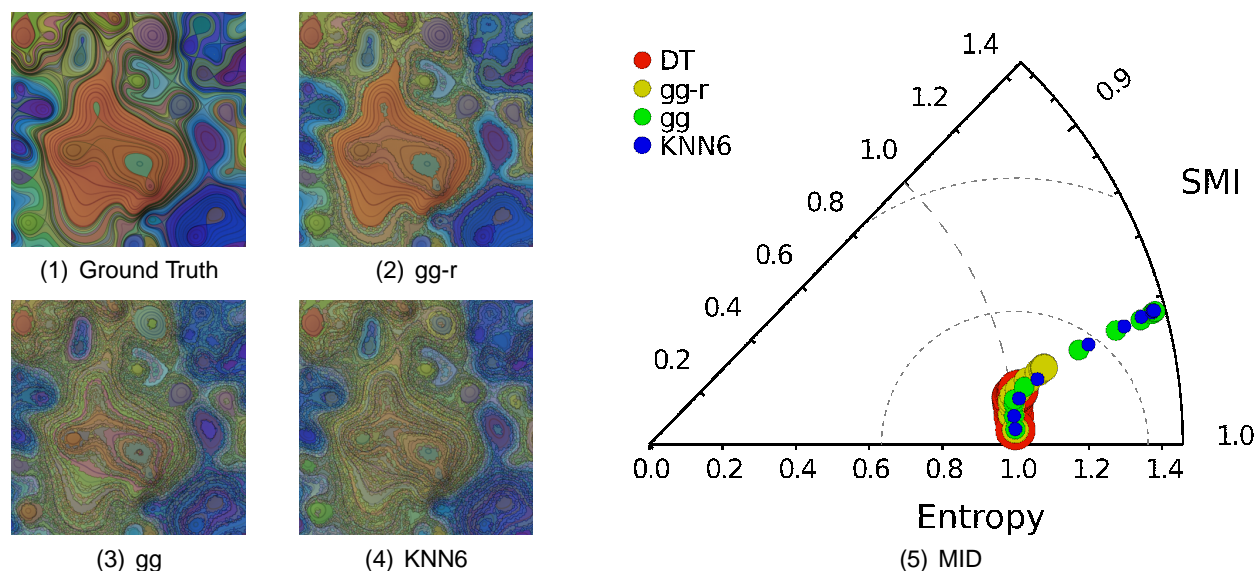 (1) Ground Truth
(2) gg-r
(3) gg
(4) KNN6
DT
gg-r
gg
KNN6
1.4
1.2
1.0
0.8
0.6
0.4
0.2
0.9
SMI
1.0
0.0 0.2 0.4 0.6 0.8 1.0 1.2 1.4
Entropy
(5) MID